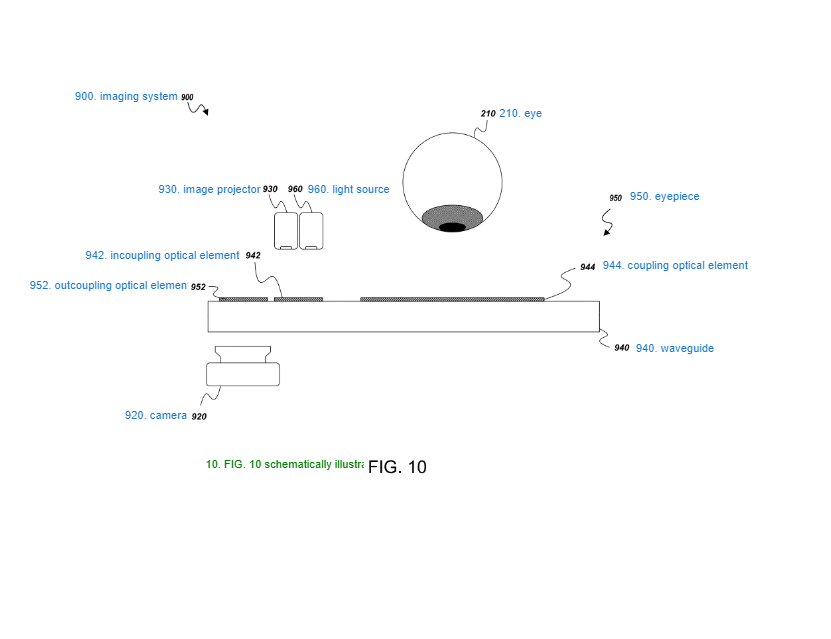 900. imaging system 900
210 210. eye
930. image projector 930 960 960. light source
950 950. eyepiece
942. incoupling optical element 942
944 944. coupling optical element
952. outcoupling optical elemen 952
940 940. waveguide
920. camera 920
10. FIG. 10 schematically illustra FIG. 10